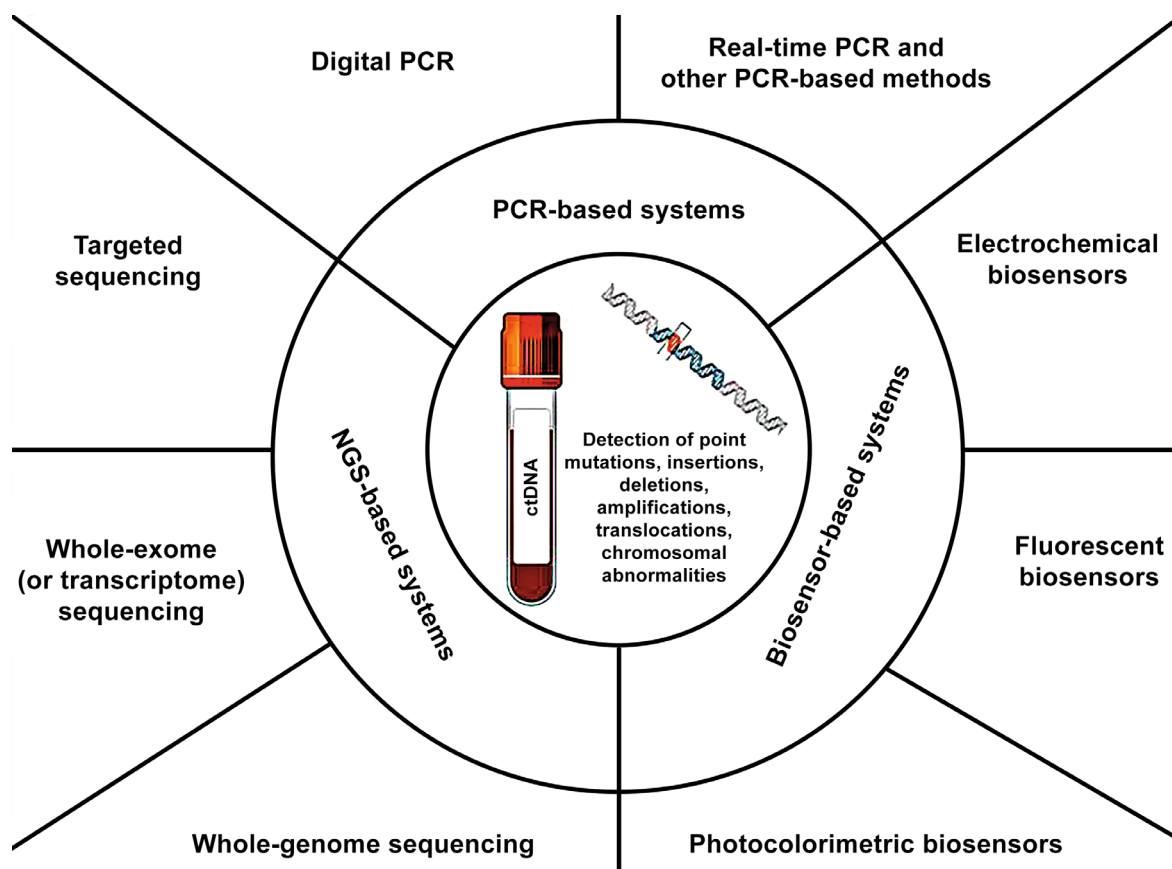 Digital PCR
Real-time PCR and
other PCR-based methods
PCR-based systems
Targeted
sequencing
Electrochemical
biosensors
NGS-based systems
ctDNA
Detection of point
mutations, insertions,
deletions,
amplifications,
translocations,
chromosomal
abnormalities
Biosensor-based systems
Whole-exome
(or transcriptome)
sequencing
Fluorescent
biosensors
Whole-genome sequencing
Photocolorimetric biosensors